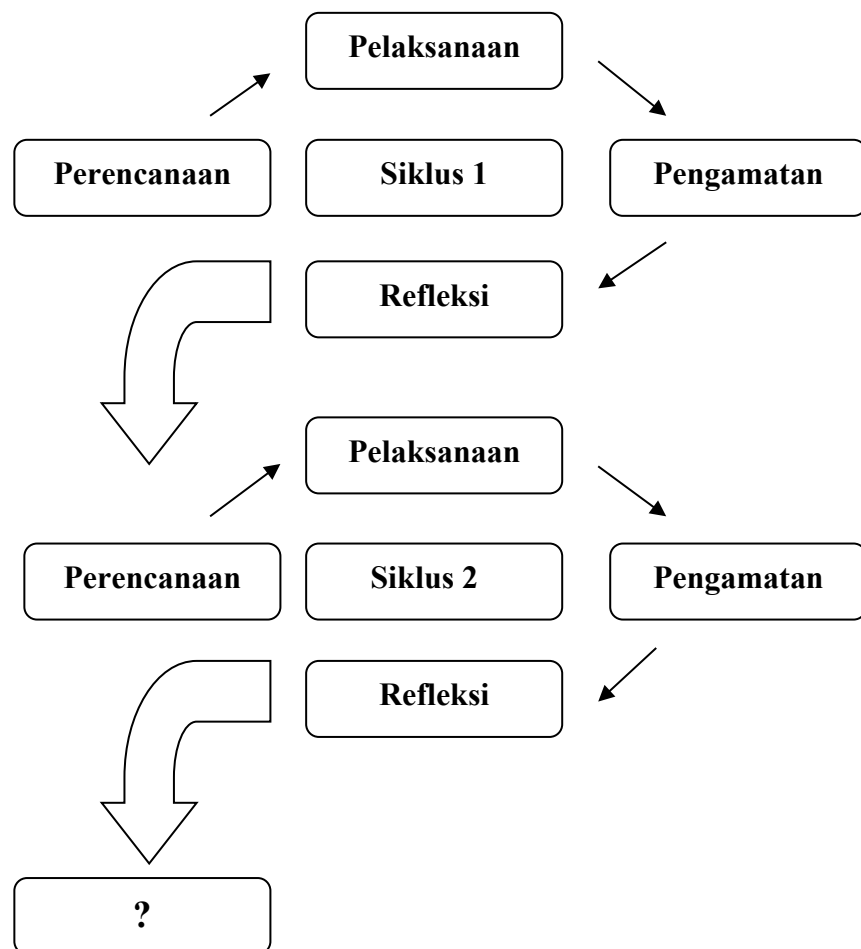 Pelaksanaan
Perencanaan
Siklus 1
Pengamatan
Refleksi
Pelaksanaan
Perencanaan
Siklus 2
Pengamatan
Refleksi
?